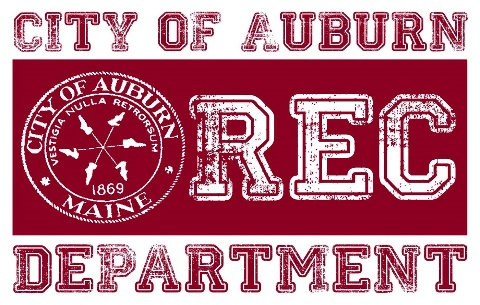 CITY OF AUBURN
CITY OF AUBURN
VESTIGIA NULLA RETRORSUM
1869
MAINE
REC
DEPARTMENT